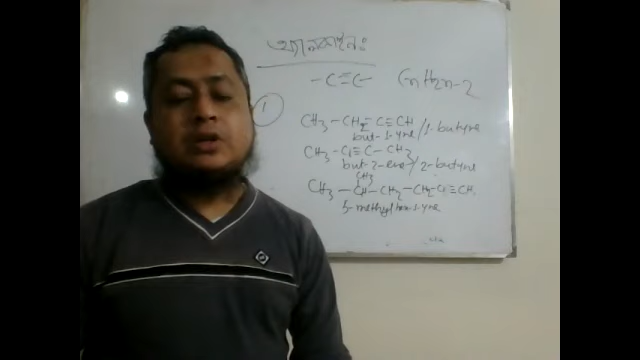 অ্যালকাইনঃ
-C≡C- CnH2n-2
1
CH3-CH2-C≡CH
but-1-yne/1-butyne
CH3-C≡C-CH3
but-2-ene/2-butyne
CH3
CH3-CH-CH2-CH2-C≡CH
5-methylhex-1-yne